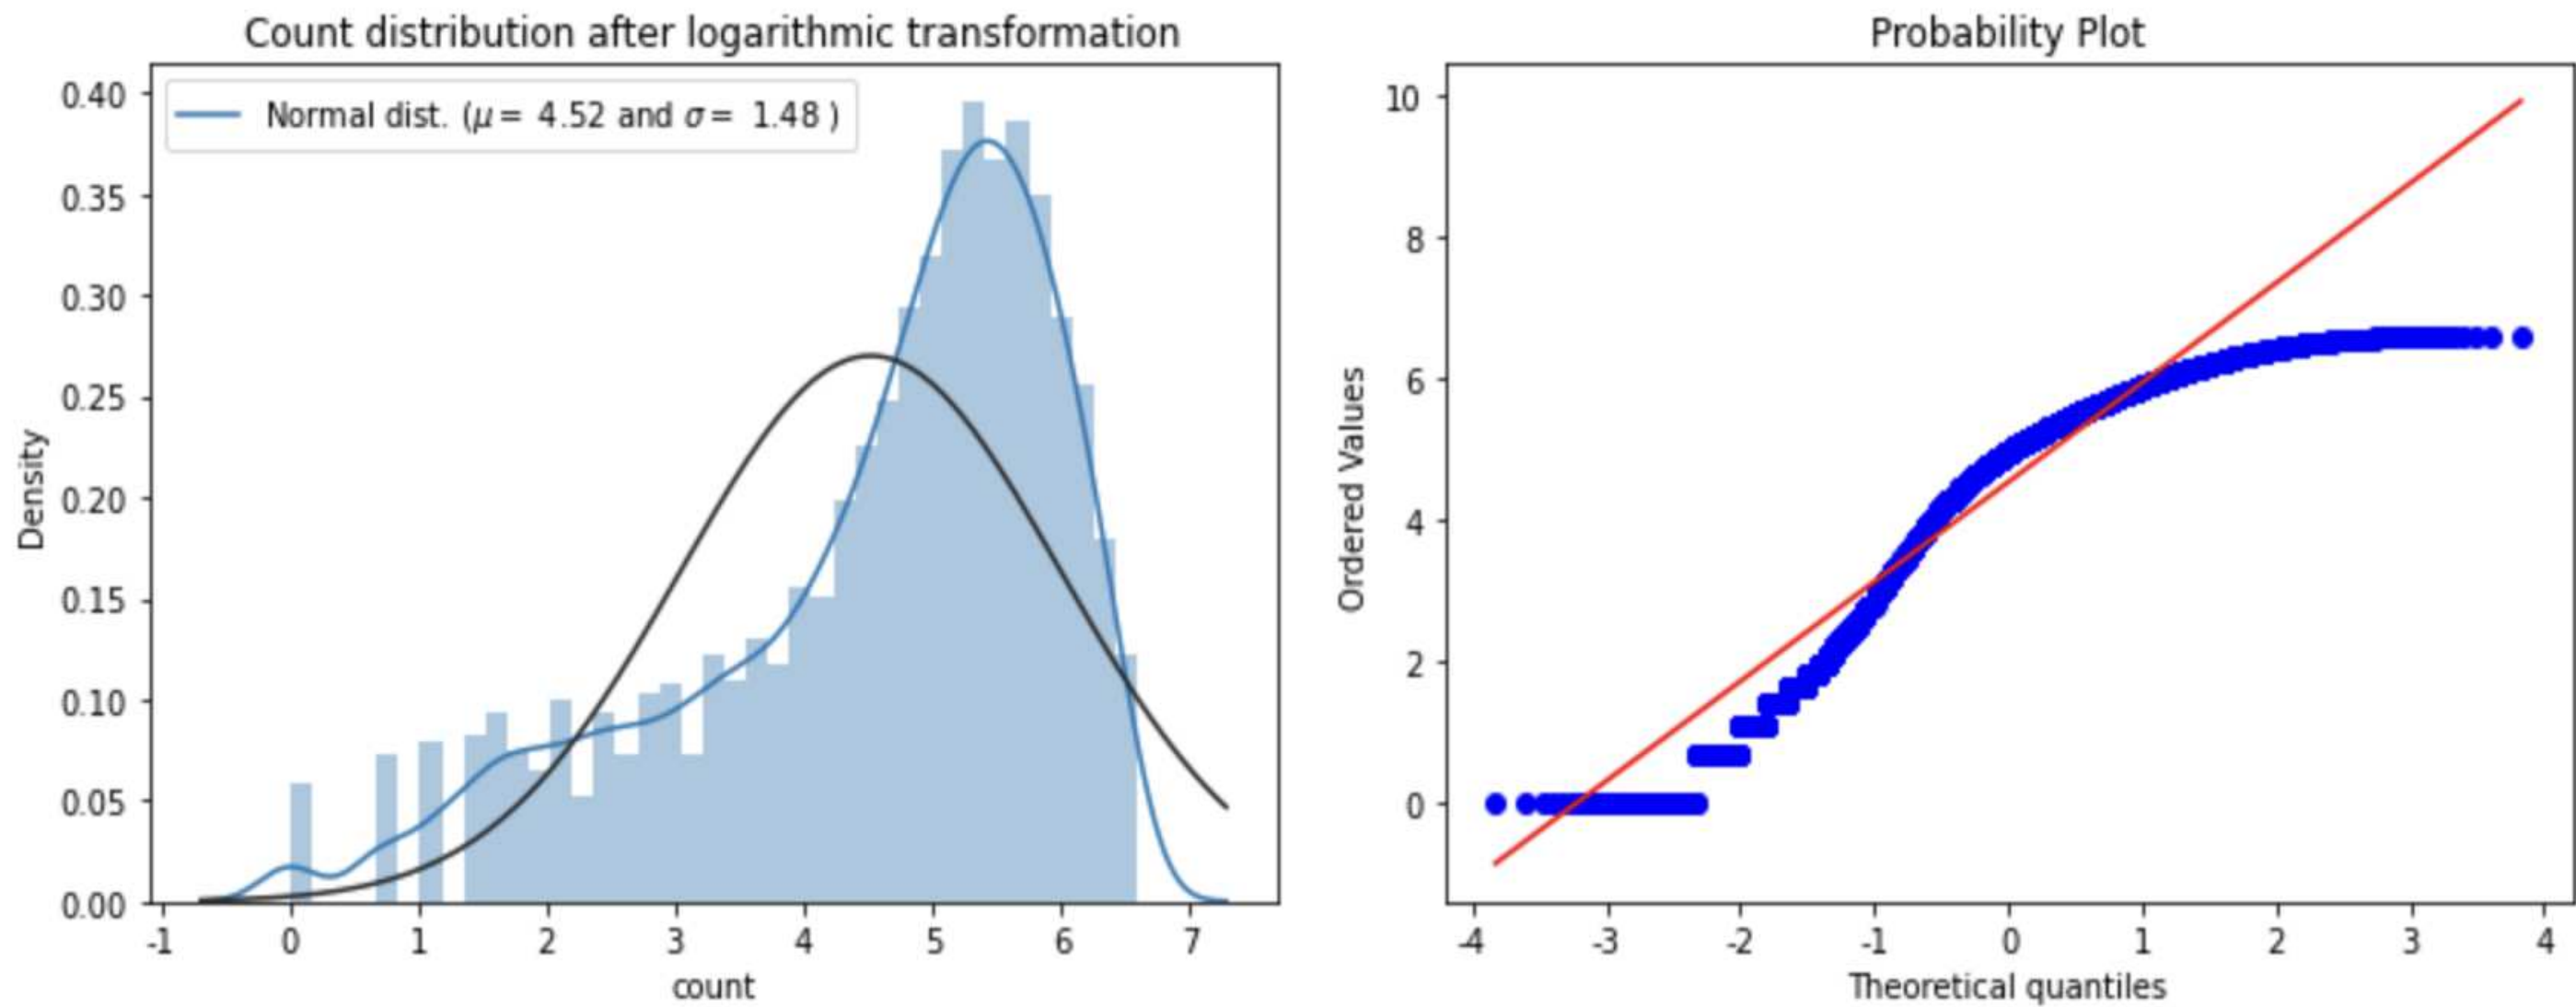 Count distribution after logarithmic transformation
Normal dist. (μ = 4.52 and σ = 1.48 )
0.40
0.35
0.30
0.25
0.20
0.15
0.10
0.05
0.00
Density
-1 0 1 2 3 4 5 6 7
count
Probability Plot
10
8
6
4
2
0
Ordered Values
-4 -3 -2 -1 0 1 2 3 4
Theoretical quantiles